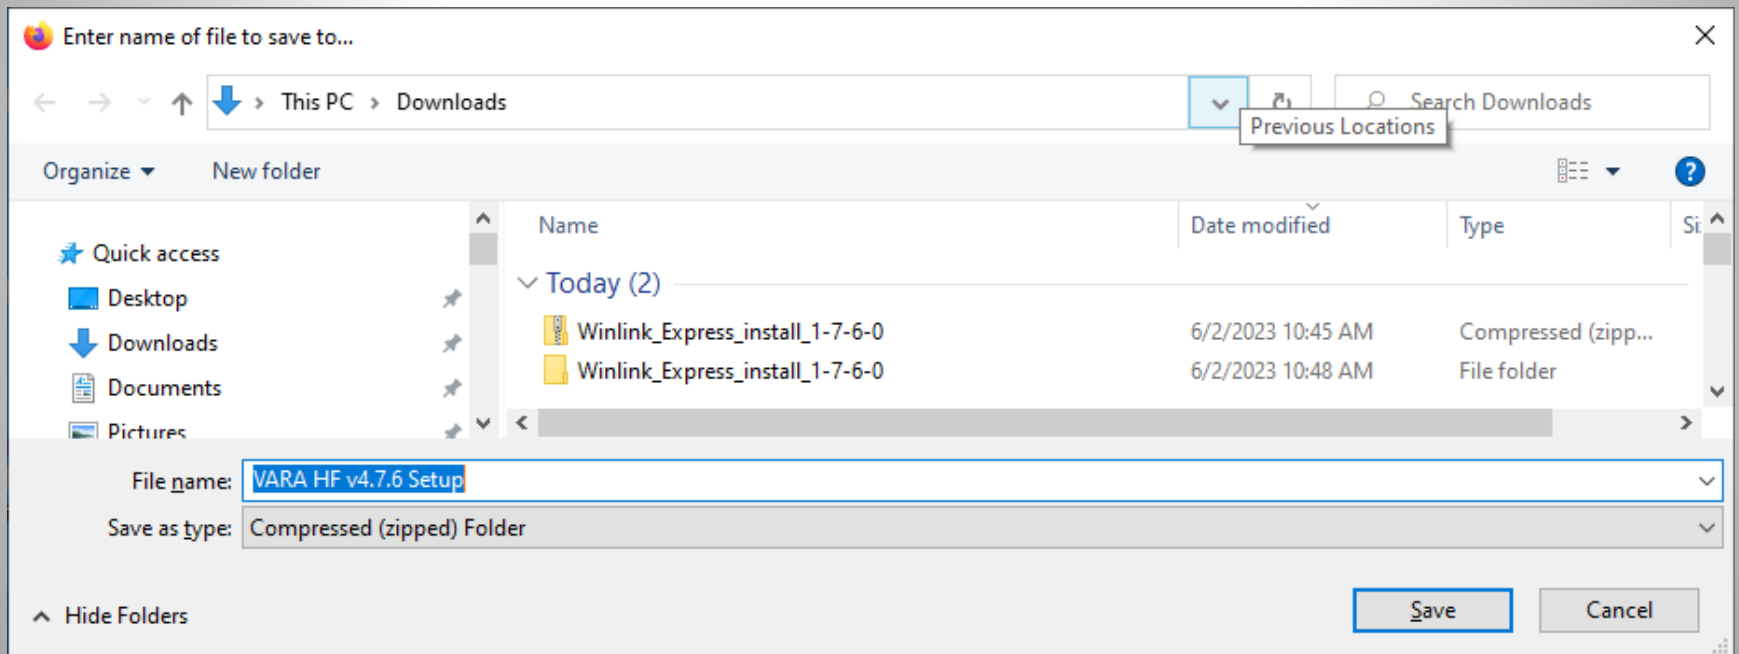 Enter name of file to save to...
This PC > Downloads
Search Downloads
Previous Locations
Organize
New folder
?
Name
Date modified
Type
Si
Quick access
Desktop
Downloads
Documents
Pictures
Today (2)
Winlink_Express_install_1-7-6-0 6/2/2023 10:45 AM Compressed (zipp...
Winlink_Express_install_1-7-6-0 6/2/2023 10:48 AM File folder
File name: VARA HF v4.7.6 Setup
Save as type: Compressed (zipped) Folder
Hide Folders
Save
Cancel